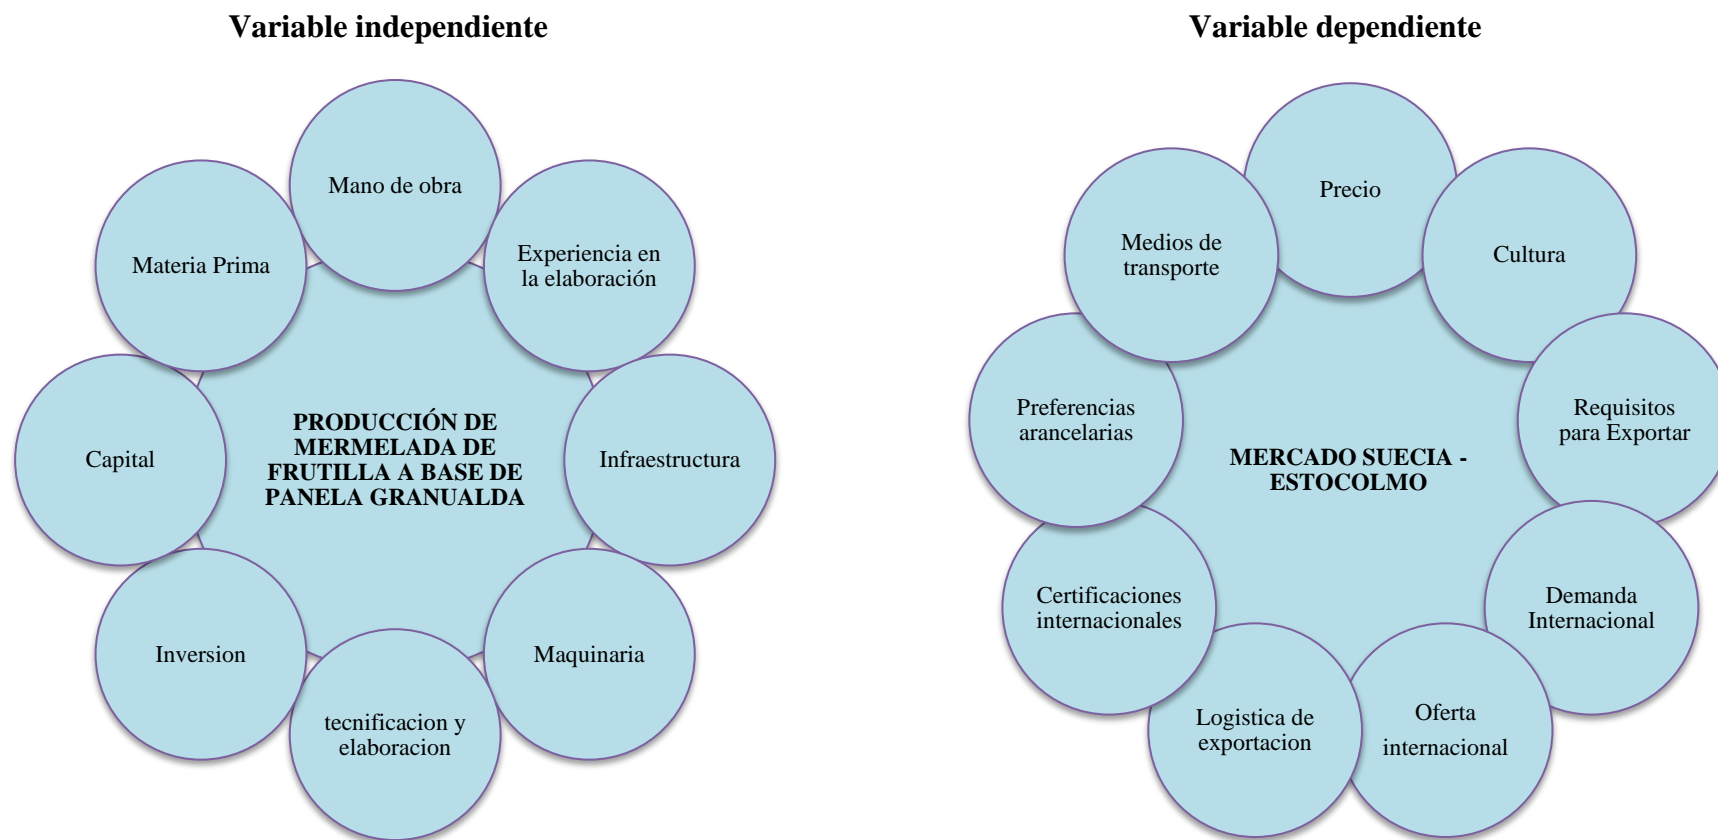 Variable independiente
Mano de obra
Experiencia en
la elaboración
Infraestructura
Maquinaria
tecnificacion y
elaboracion
Inversion
Capital
Materia Prima
PRODUCCIÓN DE
MERMELADA DE
FRUTILLA A BASE DE
PANELA GRANUALDA
Variable dependiente
Precio
Cultura
Requisitos
para Exportar
Demanda
Internacional
Oferta
internacional
Logistica de
exportacion
Certificaciones
internacionales
Preferencias
arancelarias
Medios de
transporte
MERCADO SUECIA -
ESTOCOLMO